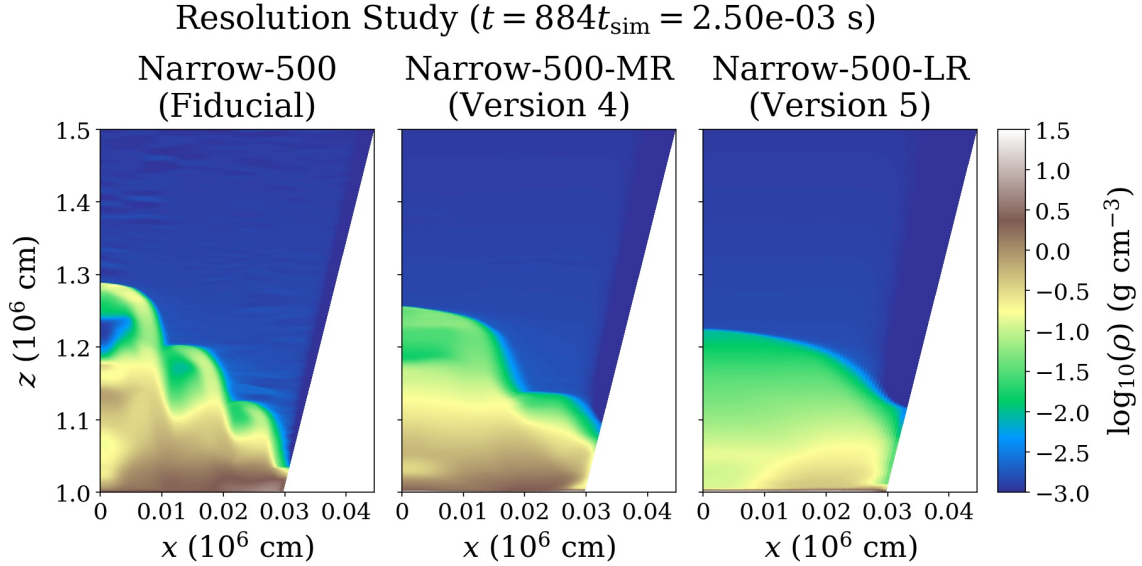 Resolution Study (t = 884t_sim = 2.50e-03 s)
Narrow-500
(Fiducial)
Narrow-500-MR
(Version 4)
Narrow-500-LR
(Version 5)
z (10^6 cm)
1.5
1.4
1.3
1.2
1.1
1.0
0 0.01 0.02 0.03 0.04
x (10^6 cm)
0 0.01 0.02 0.03 0.04
x (10^6 cm)
0 0.01 0.02 0.03 0.04
x (10^6 cm)
1.5
1.0
0.5
0.0
−0.5
−1.0
−1.5
−2.0
−2.5
−3.0
log10(ρ) (g cm^−3)